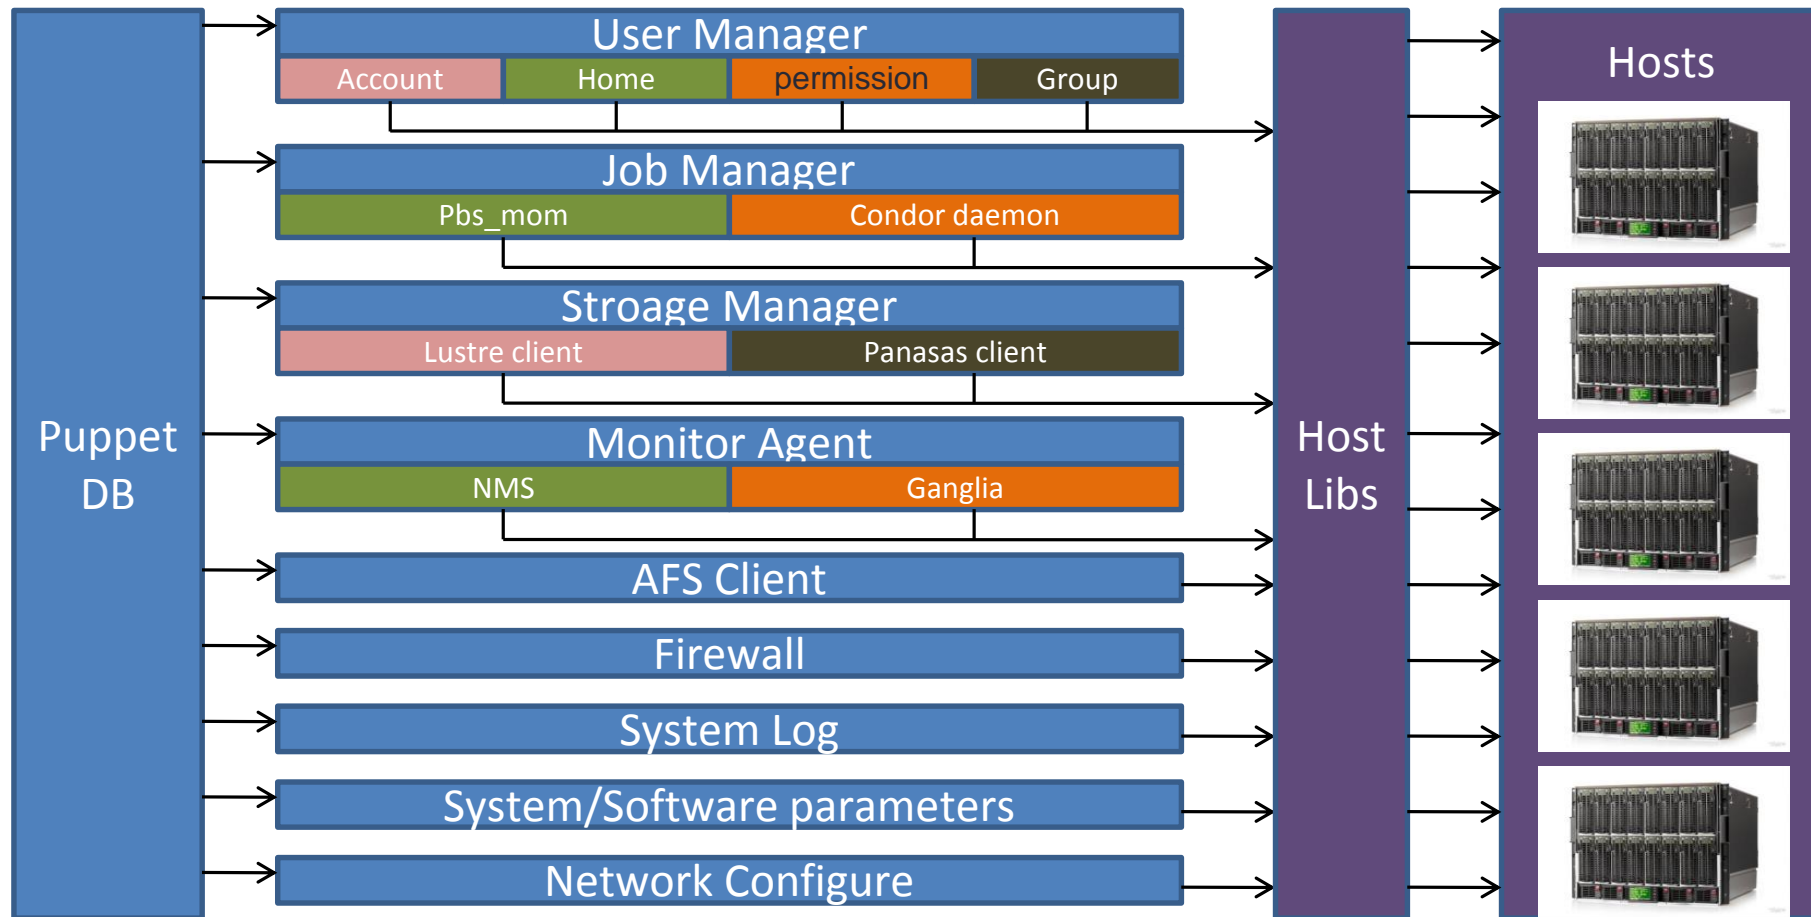 Puppet
DB
User Manager
Account
Home
permission
Group
Job Manager
Pbs_mom
Condor daemon
Stroage Manager
Lustre client
Panasas client
Monitor Agent
NMS
Ganglia
AFS Client
Firewall
System Log
System/Software parameters
Network Configure
Host
Libs
Hosts